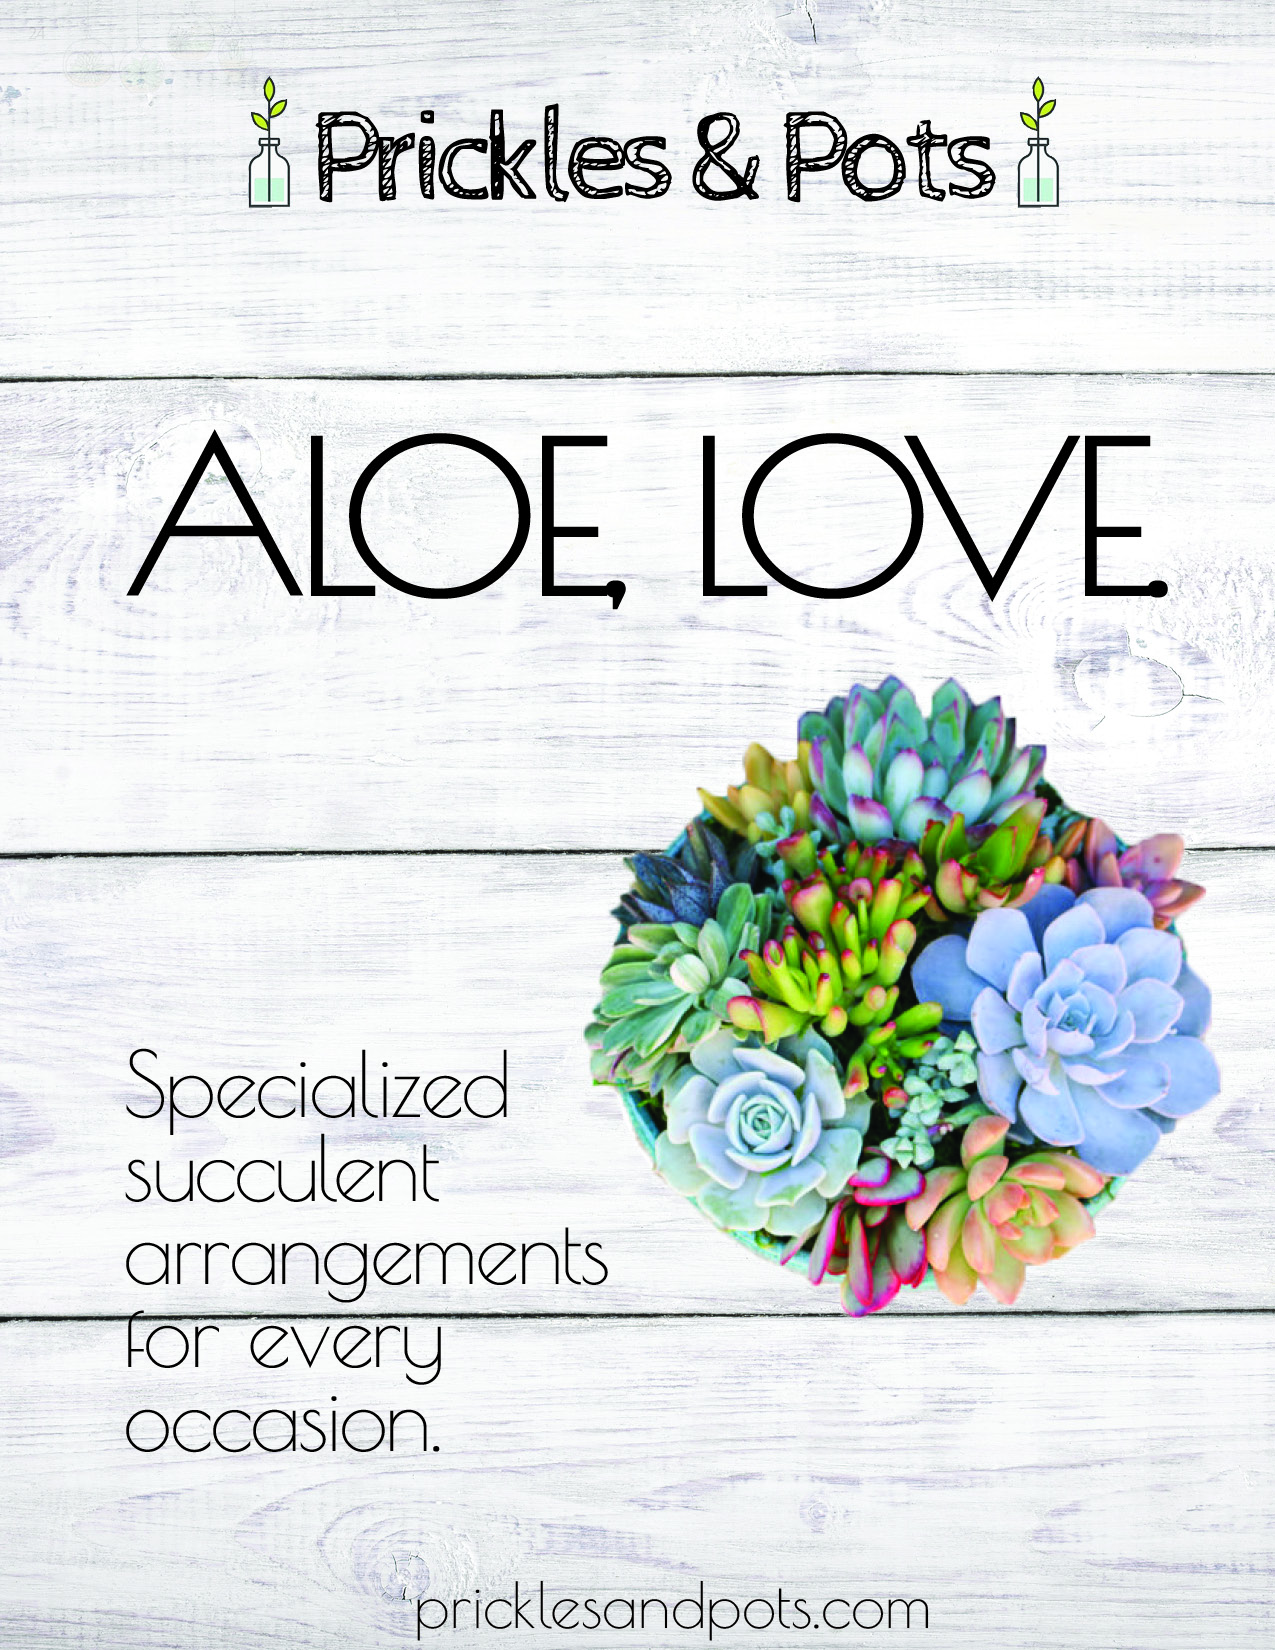 Prickles & Pots
ALOE, LOVE.
Specialized
succulent
arrangements
for every
occasion.
pricklesandpots.com